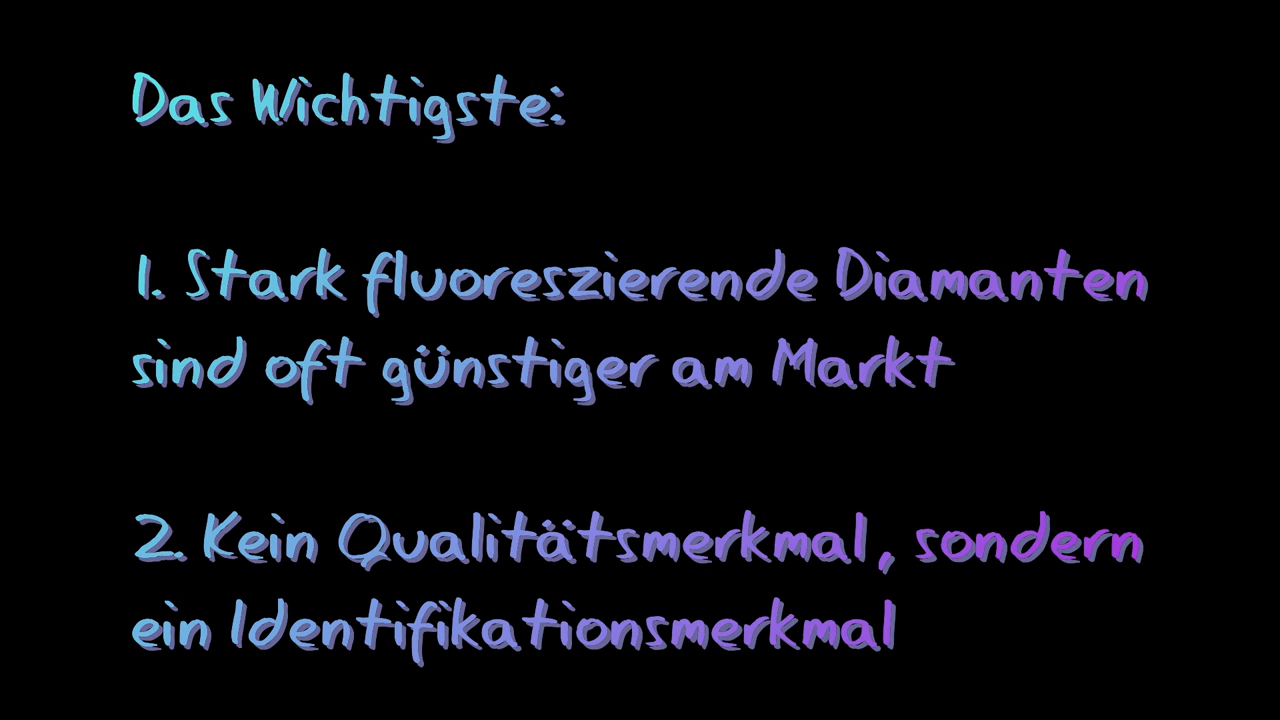 Das Wichtigste:
1. Stark fluoreszierende Diamanten
sind oft günstiger am Markt
2. Kein Qualitätsmerkmal, sondern
ein Identifikationsmerkmal